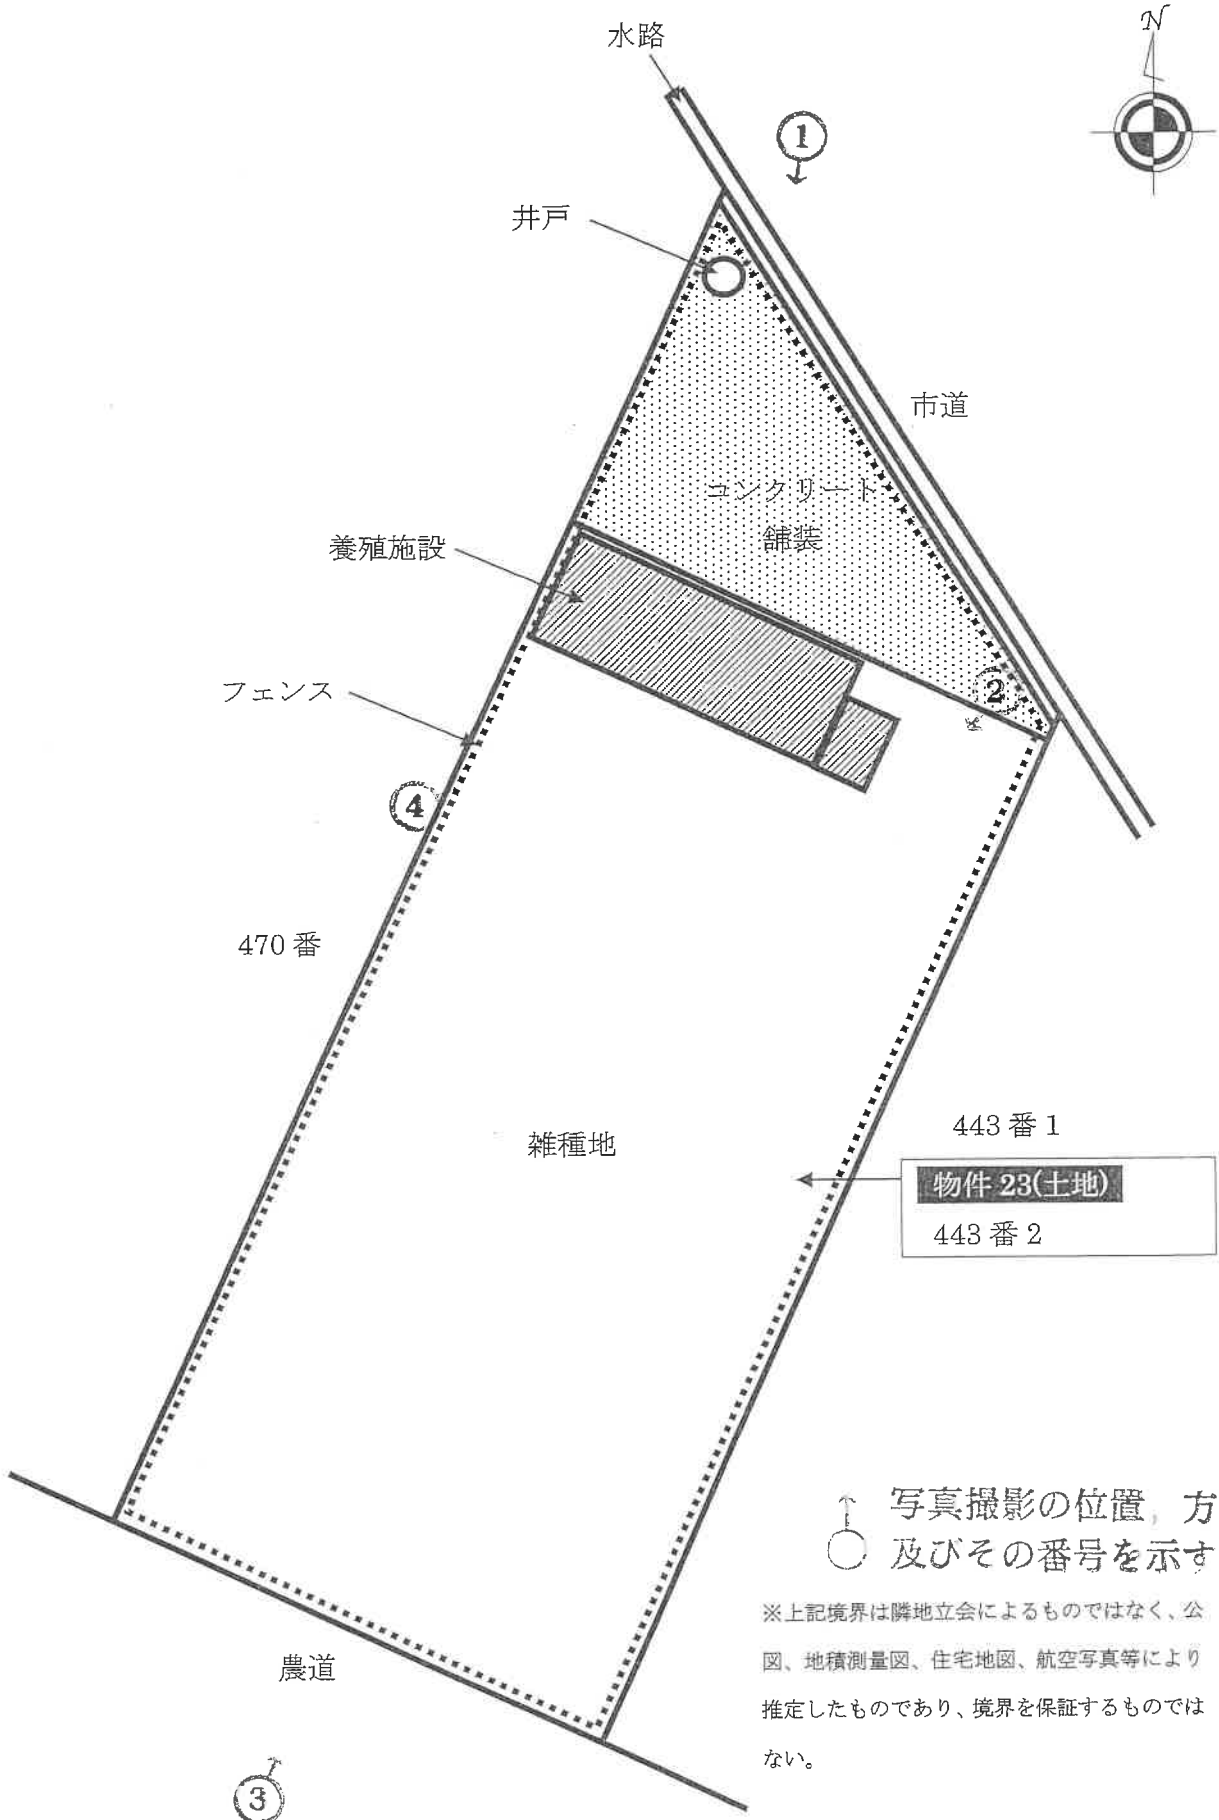 N
水路
①
井戸
市道
コンクリート
舗装
養殖施設
②
フェンス
④
470番
443番1
雑種地
物件 23(土地)
443番2
写真撮影の位置，方
及びその番号を示す
※上記境界は隣地立会によるものではなく、公
図、地積測量図、住宅地図、航空写真等により
推定したものであり、境界を保証するものでは
ない。
農道
③